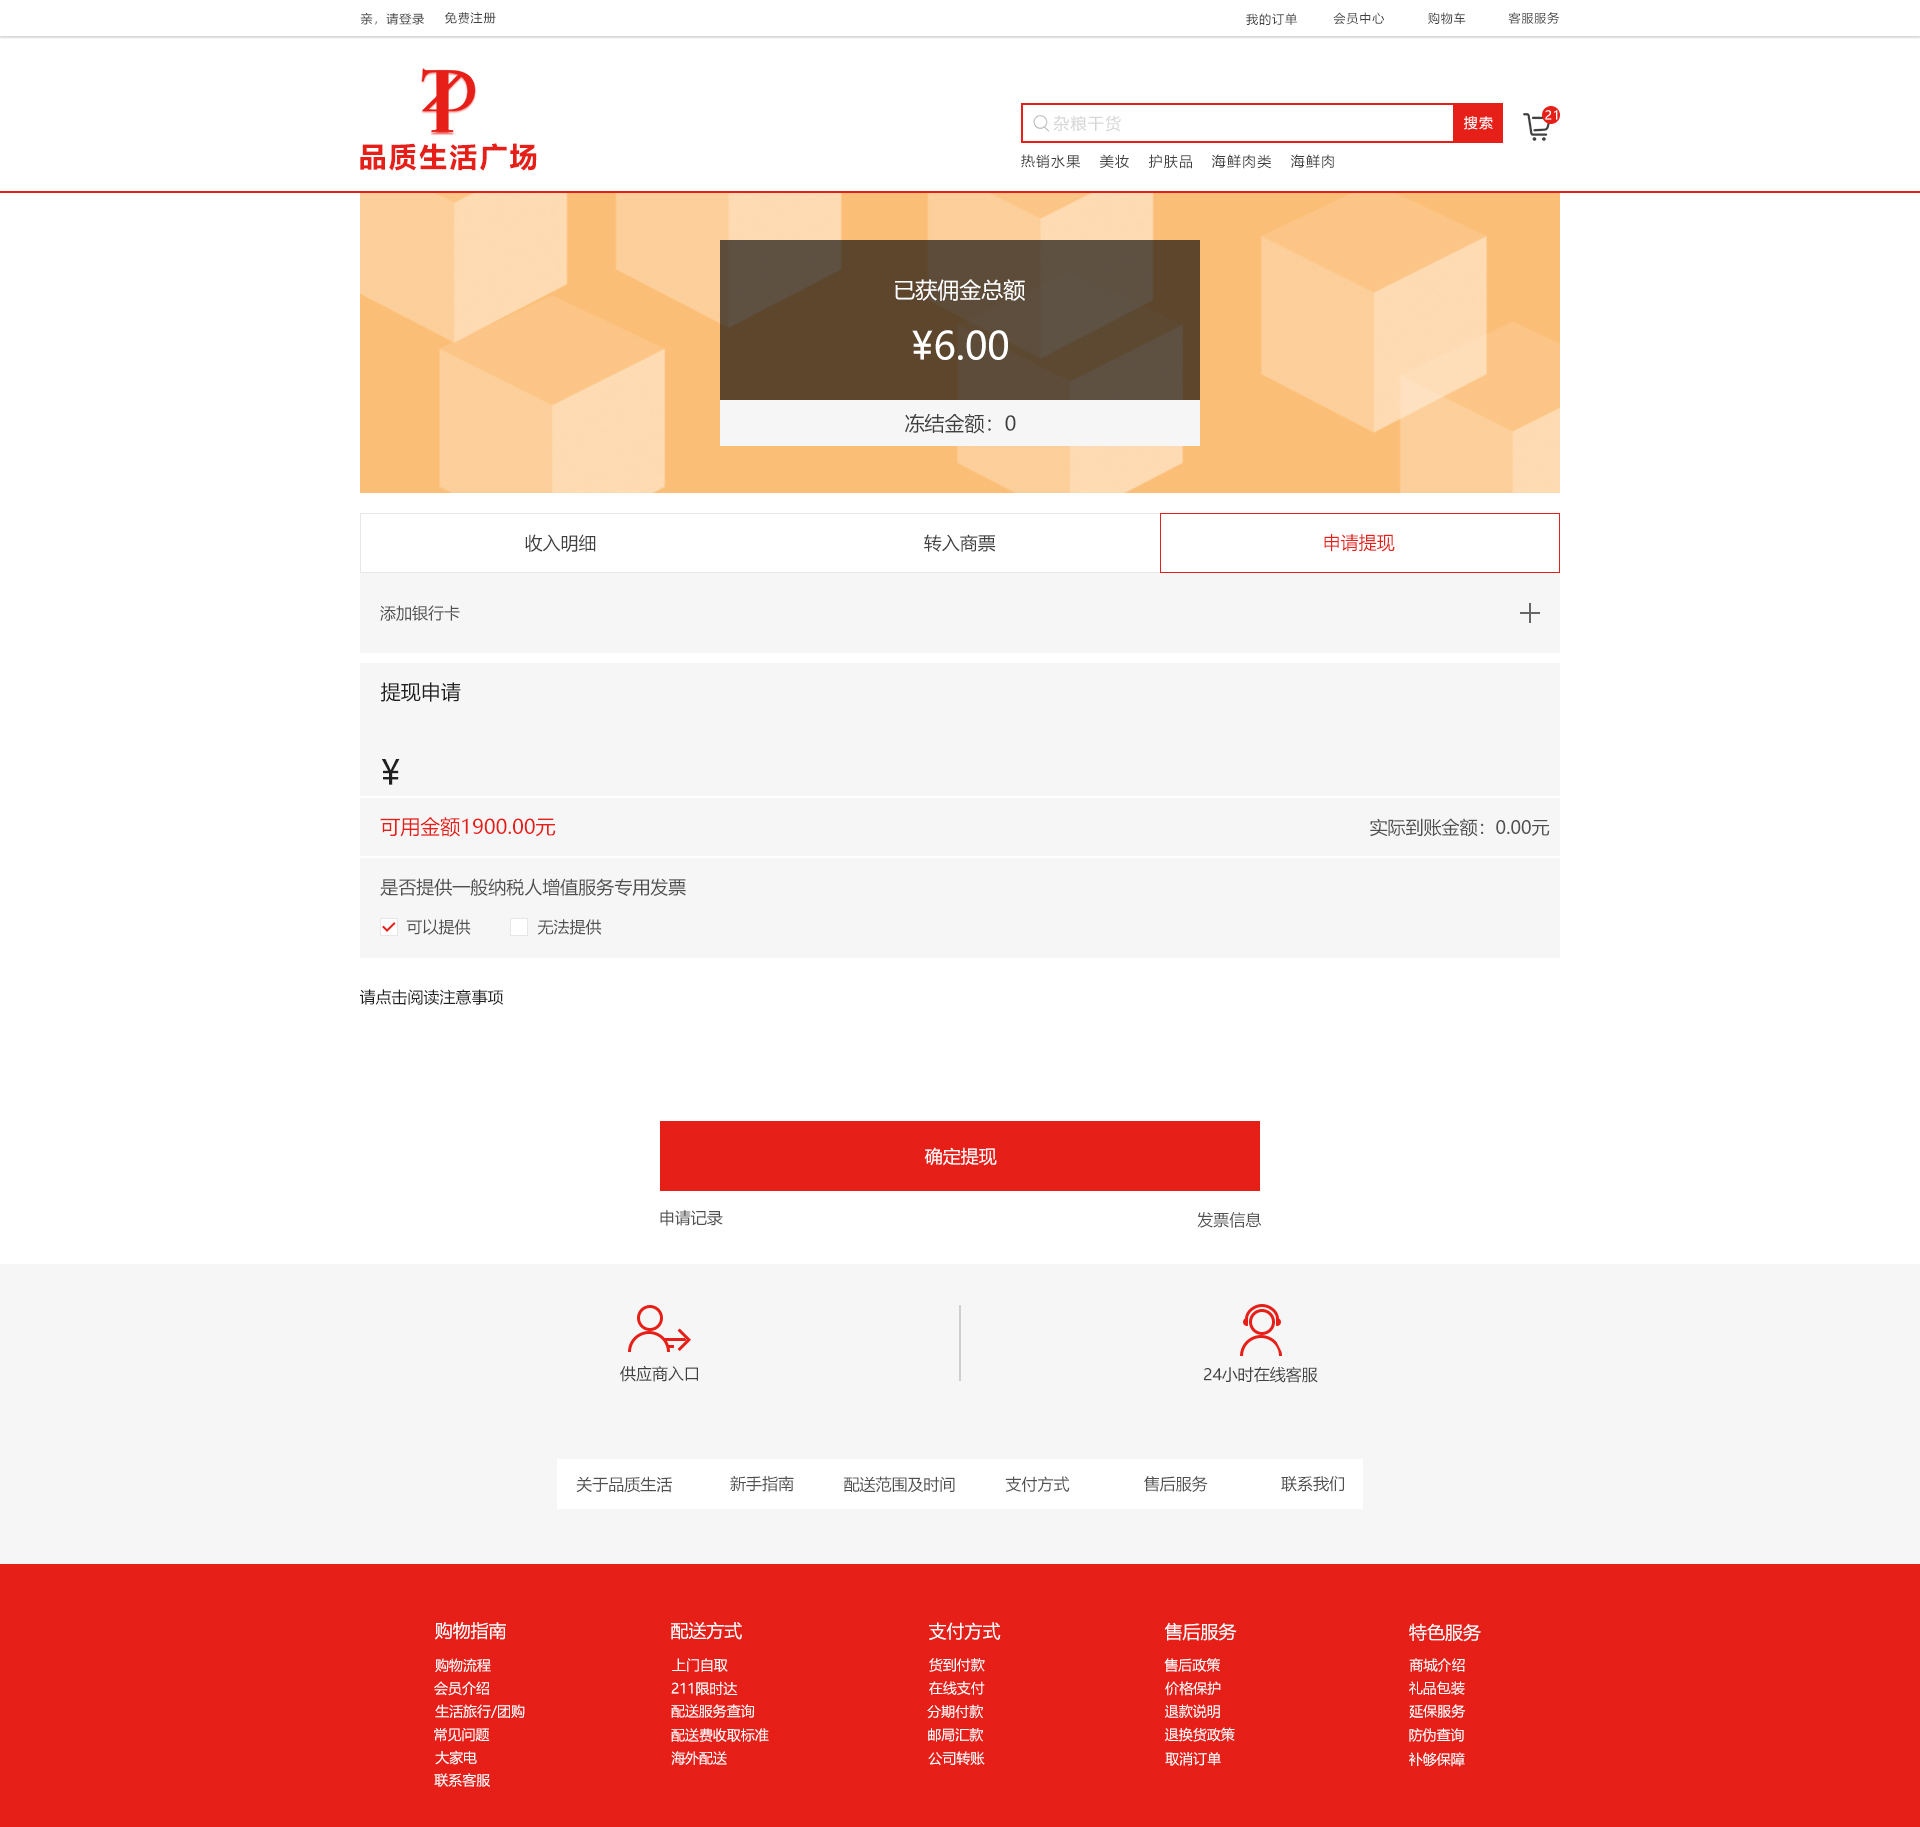 亲，请登录 免费注册 我的订单 会员中心 购物车 客服服务
品质生活广场
杂粮干货 搜索 21
热销水果 美妆 护肤品 海鲜肉类 海鲜肉
已获佣金总额
¥6.00
冻结金额：0
收入明细 转入商票 申请提现
添加银行卡
提现申请
¥
可用金额1900.00元 实际到账金额：0.00元
是否提供一般纳税人增值服务专用发票
可以提供 无法提供
请点击阅读注意事项
确定提现
申请记录 发票信息
供应商入口 24小时在线客服
关于品质生活 新手指南 配送范围及时间 支付方式 售后服务 联系我们
购物指南 配送方式 支付方式 售后服务 特色服务
购物流程 上门自取 货到付款 售后政策 商城介绍
会员介绍 211限时达 在线支付 价格保护 礼品包装
生活旅行/团购 配送服务查询 分期付款 退款说明 延保服务
常见问题 配送费收取标准 邮局汇款 退换货政策 防伪查询
大家电 海外配送 公司转账 取消订单 补够保障
联系客服